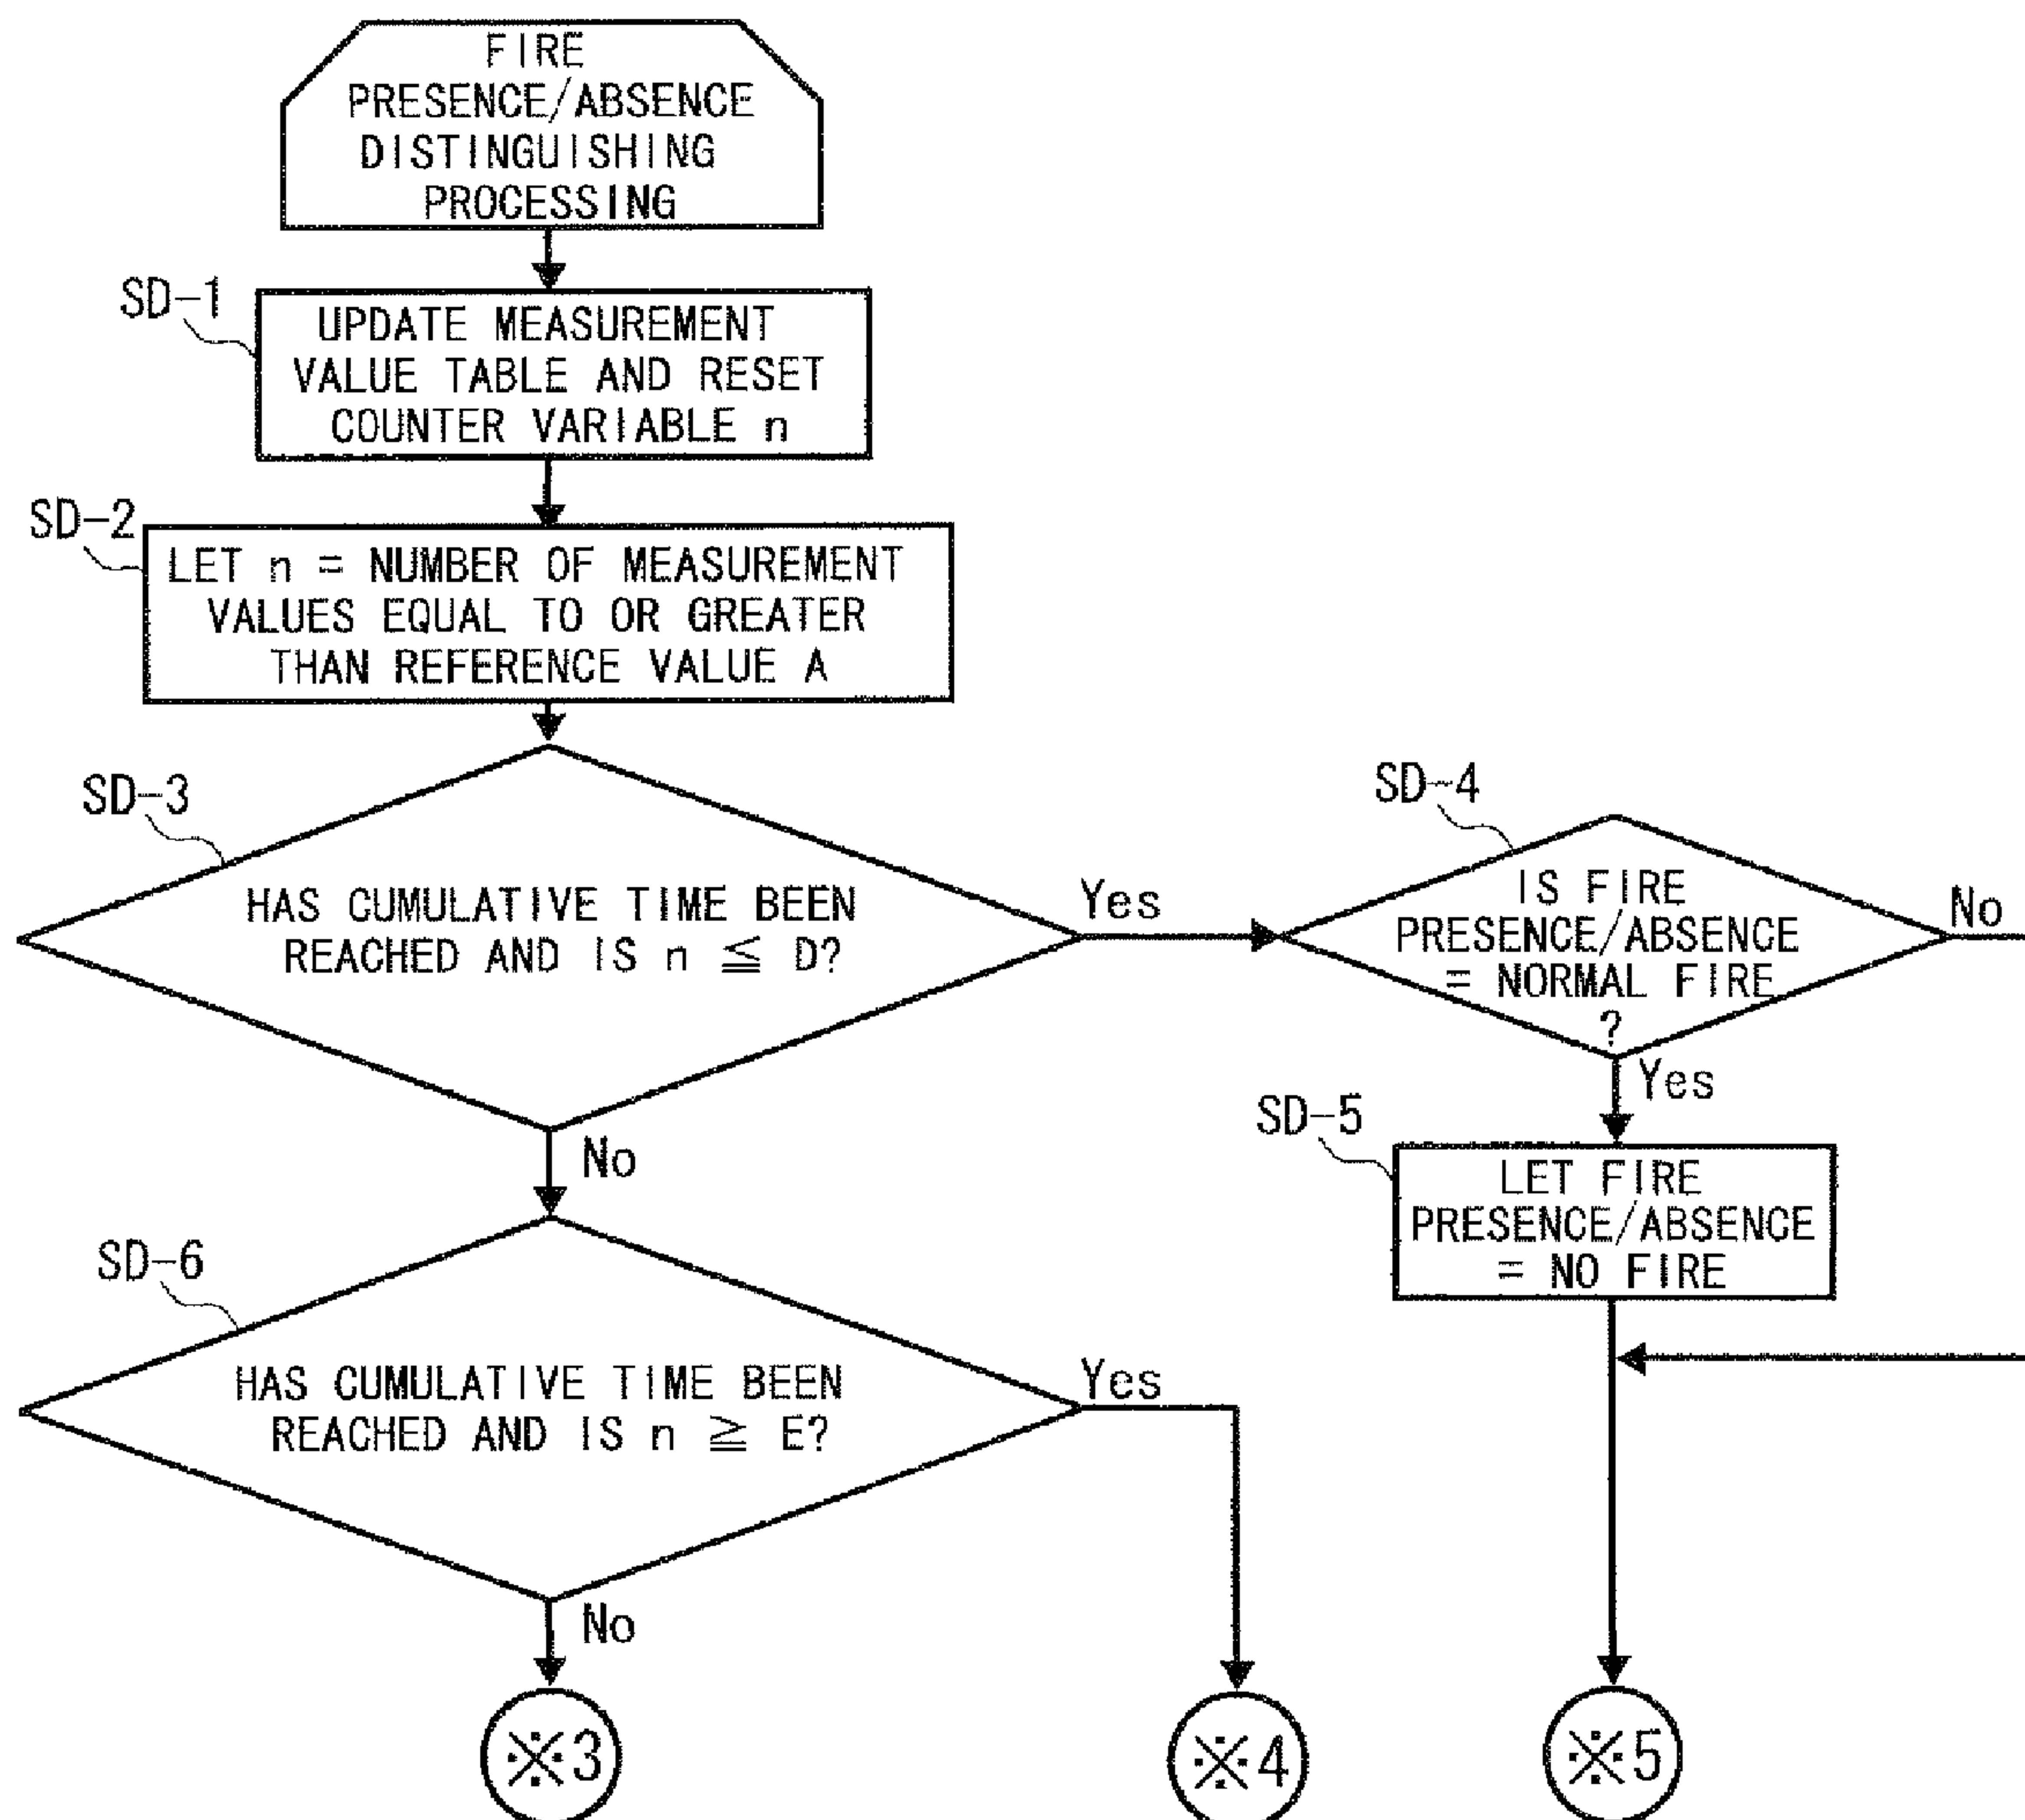 FIRE
PRESENCE/ABSENCE
DISTINGUISHING
PROCESSING
SD-1
UPDATE MEASUREMENT
VALUE TABLE AND RESET
COUNTER VARIABLE n
SD-2
LET n = NUMBER OF MEASUREMENT
VALUES EQUAL TO OR GREATER
THAN REFERENCE VALUE A
SD-3
HAS CUMULATIVE TIME BEEN
REACHED AND IS n ≦ D?
Yes
No
SD-4
IS FIRE
PRESENCE/ABSENCE
= NORMAL FIRE
?
No
Yes
SD-5
LET FIRE
PRESENCE/ABSENCE
= NO FIRE
SD-6
HAS CUMULATIVE TIME BEEN
REACHED AND IS n ≧ E?
Yes
No
※3
※4
※5